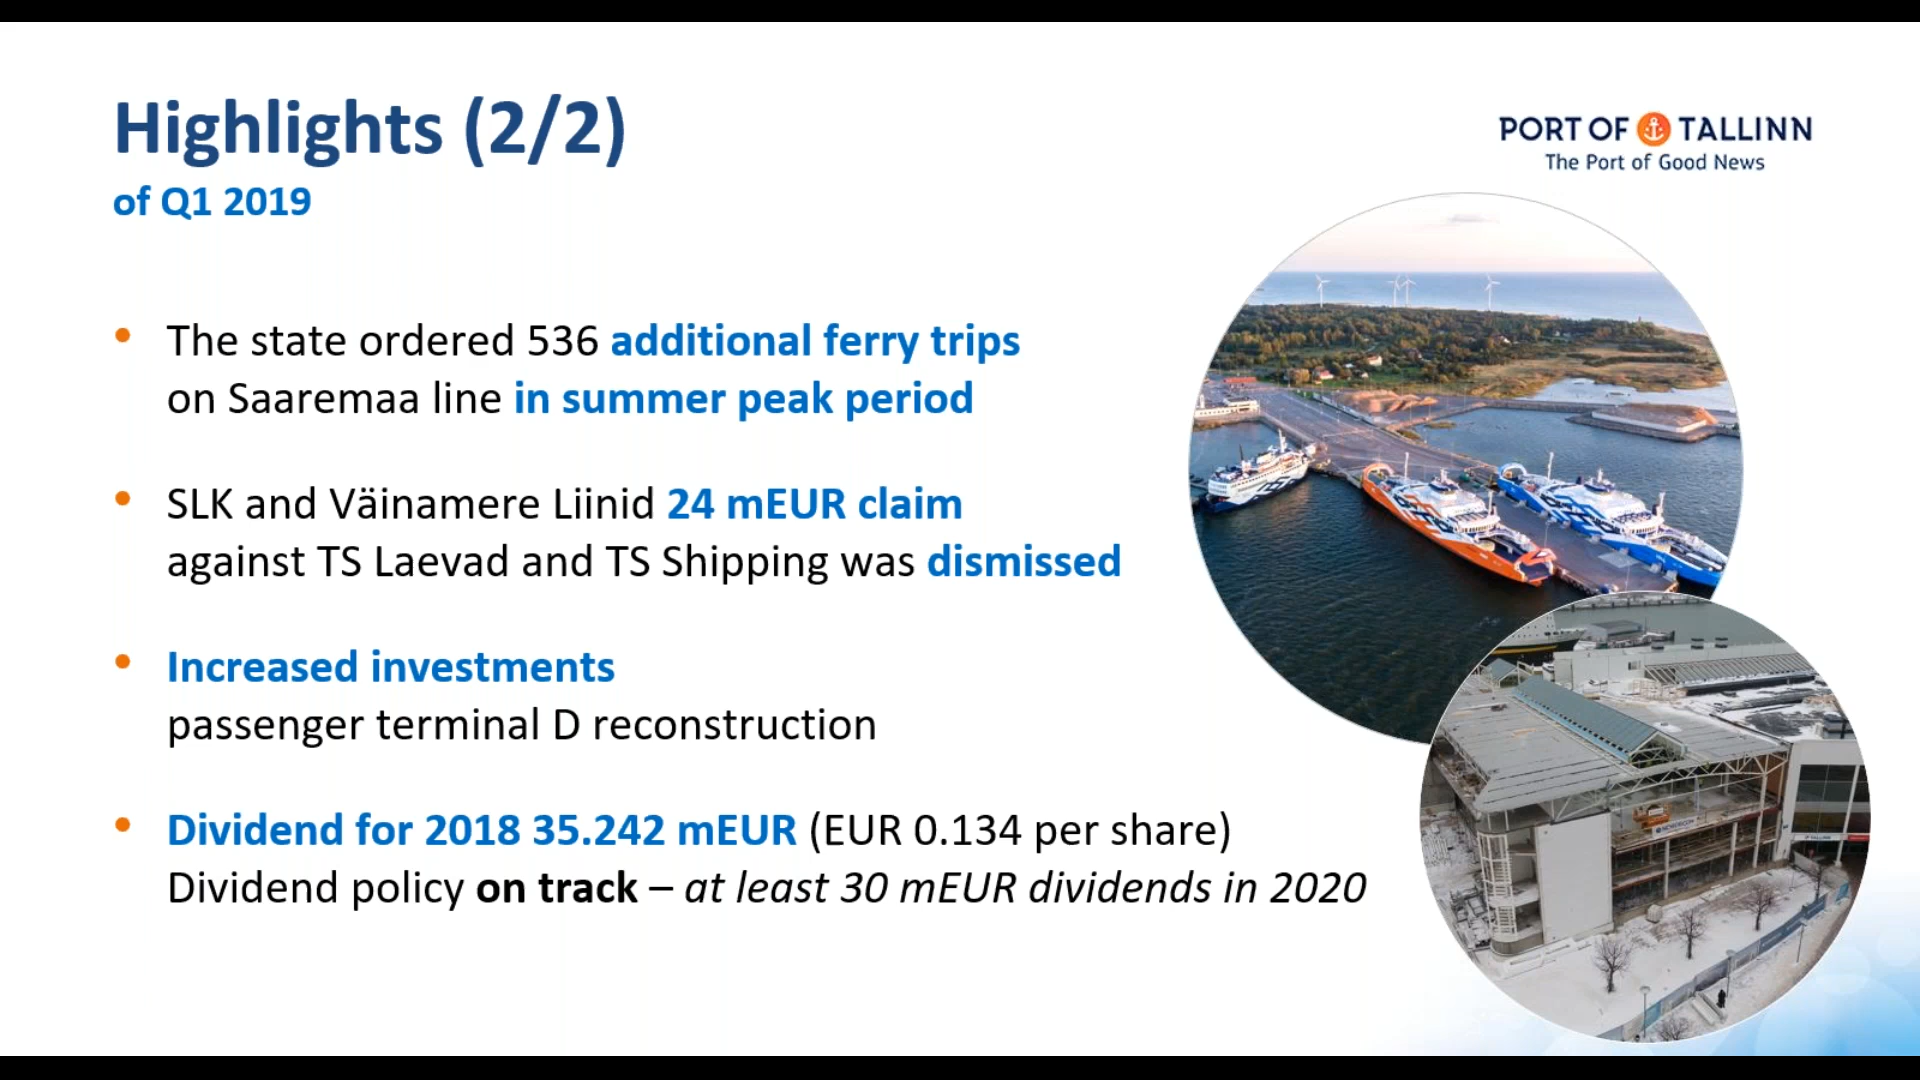 Highlights (2/2)
of Q1 2019
PORT OF TALLINN
The Port of Good News
• The state ordered 536 additional ferry trips
on Saaremaa line in summer peak period
• SLK and Väinamere Liinid 24 mEUR claim
against TS Laevad and TS Shipping was dismissed
• Increased investments
passenger terminal D reconstruction
• Dividend for 2018 35.242 mEUR (EUR 0.134 per share)
Dividend policy on track – at least 30 mEUR dividends in 2020